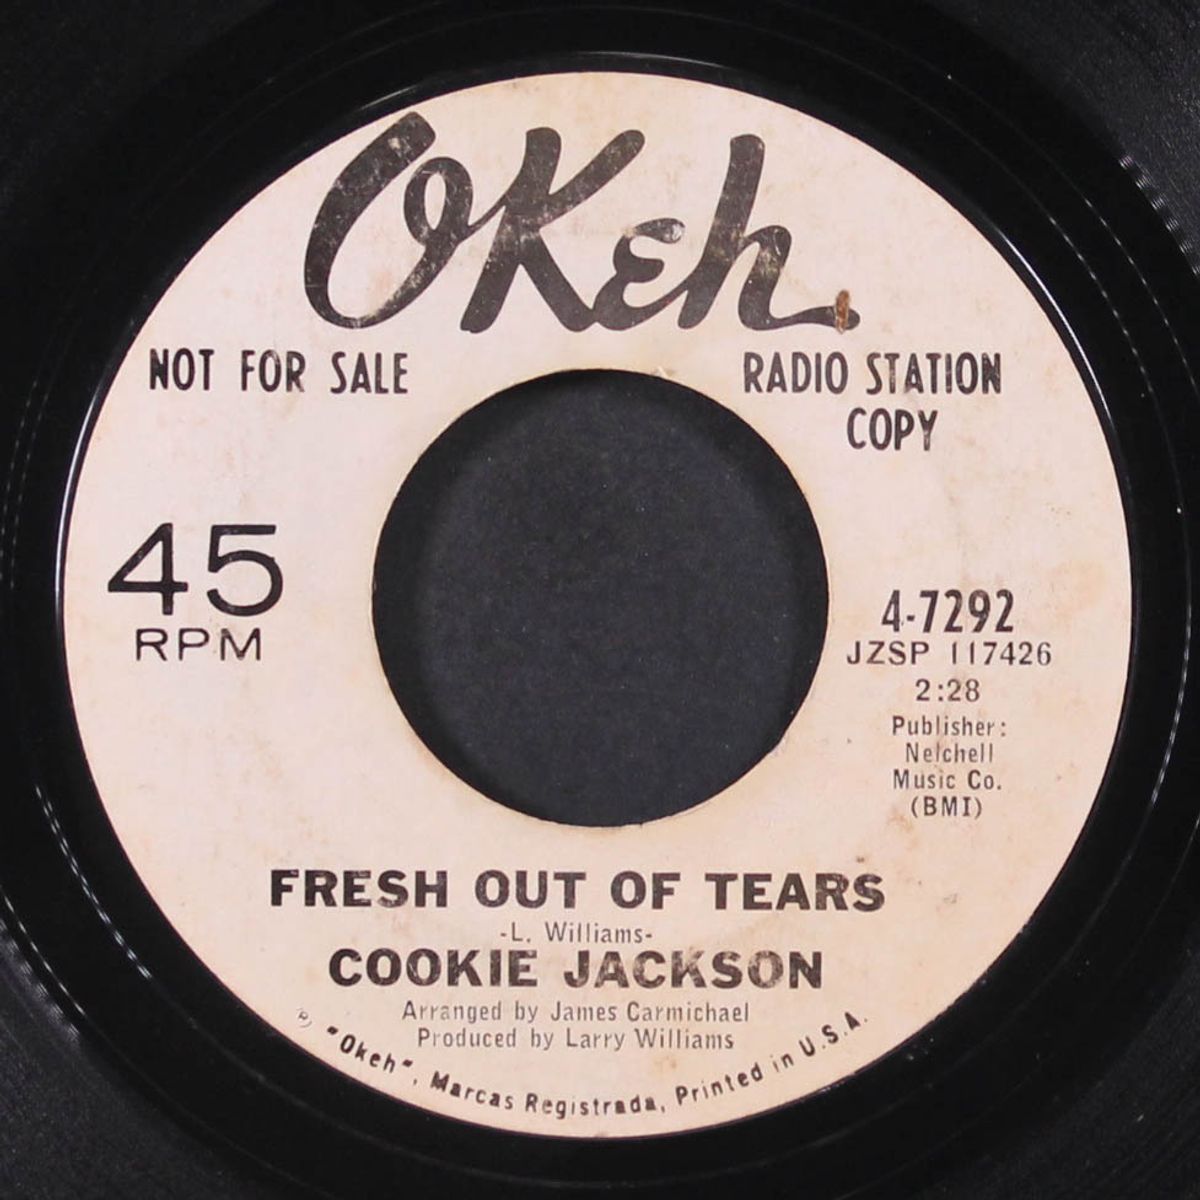 OKeh
NOT FOR SALE
RADIO STATION
COPY
45
RPM
4-7292
JZSP 117426
2:28
Publisher:
Nelchell
Music Co.
(BMI)
FRESH OUT OF TEARS
-L. Williams-
COOKIE JACKSON
Arranged by James Carmichael
Produced by Larry Williams
"Okeh", Marcas Registrada, Printed in U.S.A.